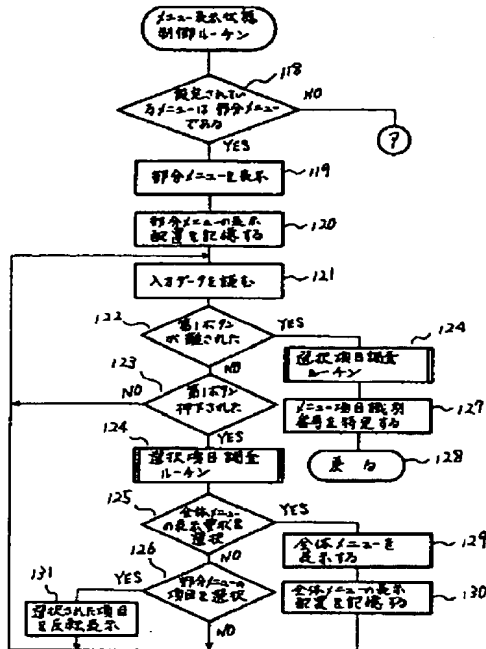 メニュー表示状態
制御ルーチン
118
設定されてい
るメニューは部分メニュー
である
NO
P
YES
部分メニューを表示
119
部分メニューの表示
配置を記憶する
120
入力データを読む
121
122
第1ボタン
が離された
YES
124
選択項目調査
ルーチン
NO
123
NO
第1ボタン
押下された
メニュー項目識別
番号を特定する
127
YES
124
選択項目調査
ルーチン
128
125
全体メニュー
の表示要求を
選択
YES
全体メニューを
表示する
129
NO
126
部分メニューの
項目を選択
YES
131
選択された項目
を反転表示
全体メニューの表示
配置を記憶する
130
NO